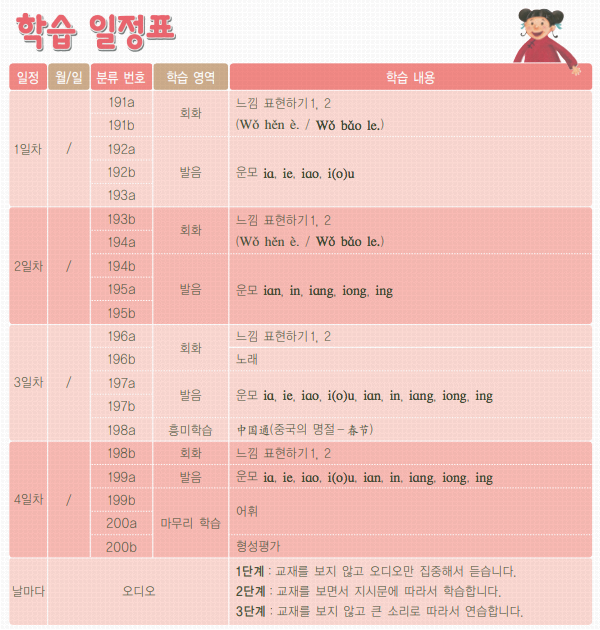 학습 일정표
일정 월/일 분류 번호 학습 영역 학습 내용
1일차 /
191a
191b
회화
느낌 표현하기 1, 2
(Wǒ hěn è. / Wǒ bǎo le.)
192a
192b
193a
발음
운모 ia, ie, iao, i(o)u
2일차 /
193b
194a
회화
느낌 표현하기 1, 2
(Wǒ hěn è. / Wǒ bǎo le.)
194b
195a
195b
발음
운모 ian, in, iang, iong, ing
3일차 /
196a
196b
회화
느낌 표현하기 1, 2
노래
197a
197b
발음
운모 ia, ie, iao, i(o)u, ian, in, iang, iong, ing
198a 흥미학습 中国通(중국의 명절 – 春节)
4일차 /
198b 회화 느낌 표현하기 1, 2
199a 발음 운모 ia, ie, iao, i(o)u, ian, in, iang, iong, ing
199b
200a
200b
마무리 학습
어휘
형성평가
날마다 오디오
1단계 : 교재를 보지 않고 오디오만 집중해서 듣습니다.
2단계 : 교재를 보면서 지시문에 따라서 학습합니다.
3단계 : 교재를 보지 않고 큰 소리로 따라서 연습합니다.